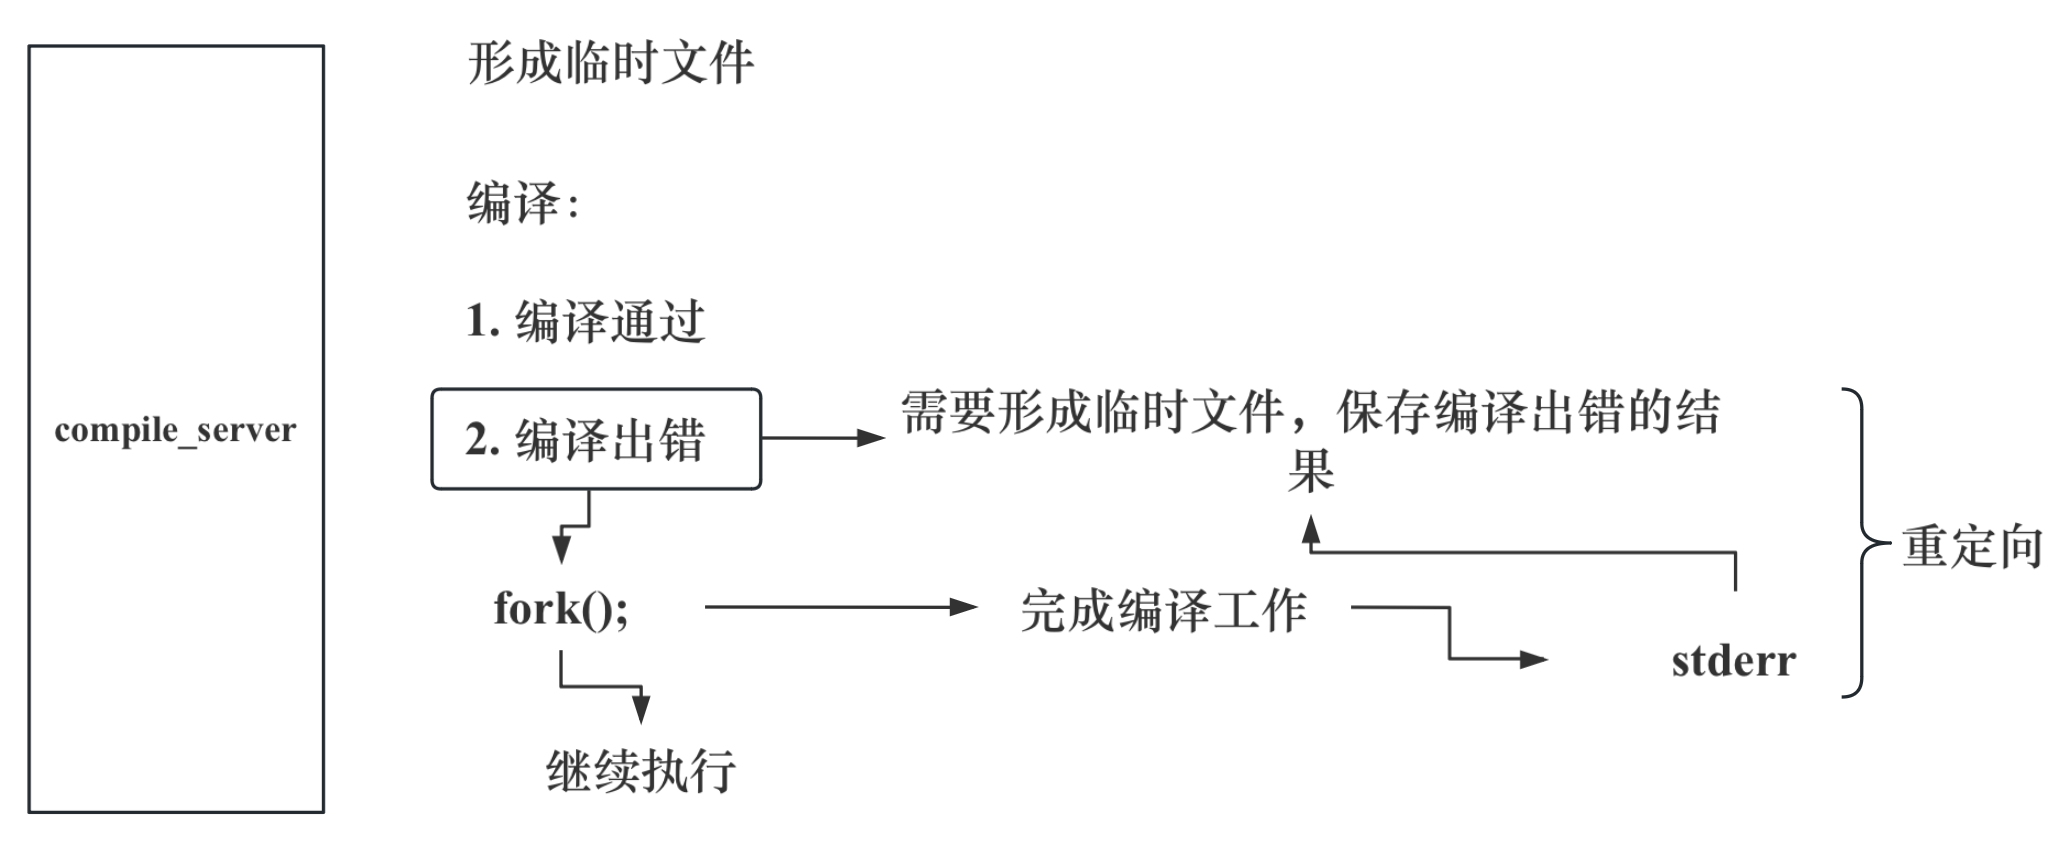 形成临时文件
编译：
1. 编译通过
compile_server
2. 编译出错
需要形成临时文件，保存编译出错的结
果
重定向
fork();
完成编译工作
stderr
继续执行